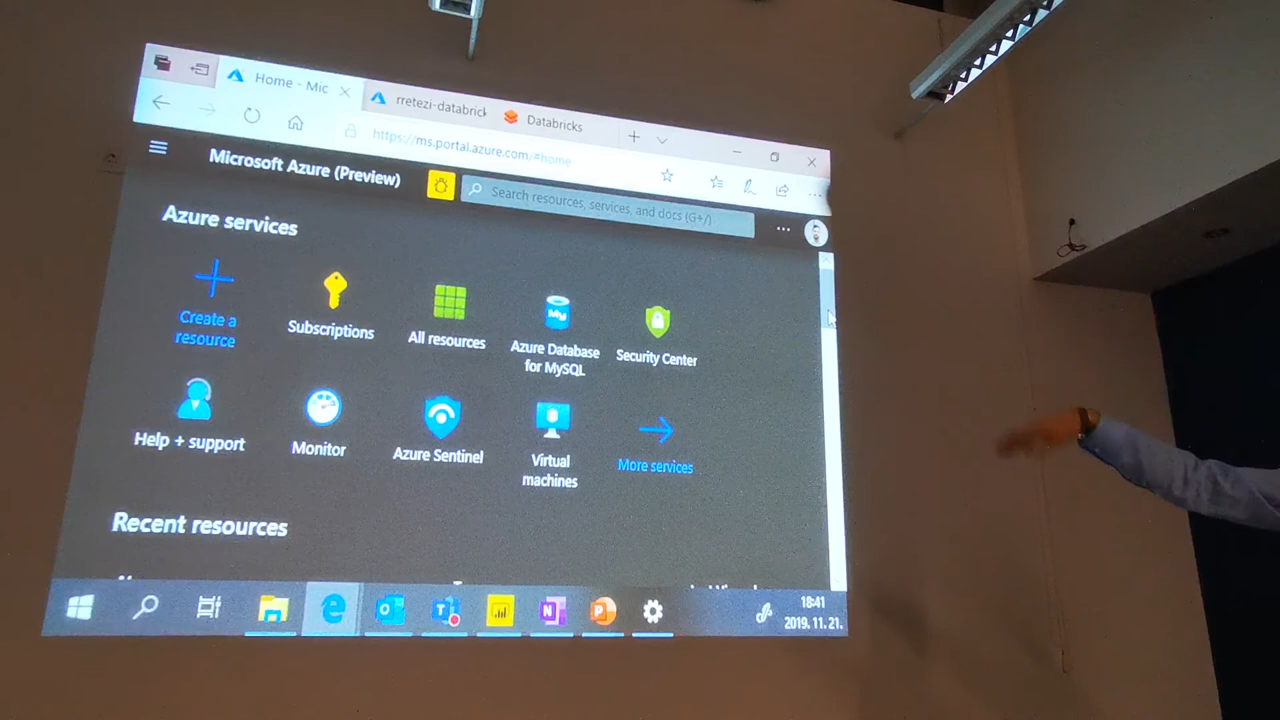 Home - Mic
rretezi-databrick
Databricks
https://ms.portal.azure.com/#home
Microsoft Azure (Preview)
Search resources, services, and docs (G+/)
Azure services
Create a
resource
Subscriptions
All resources
Azure Database
for MySQL
Security Center
Help + support
Monitor
Azure Sentinel
Virtual
machines
More services
Recent resources
18:41
2019. 11. 21.